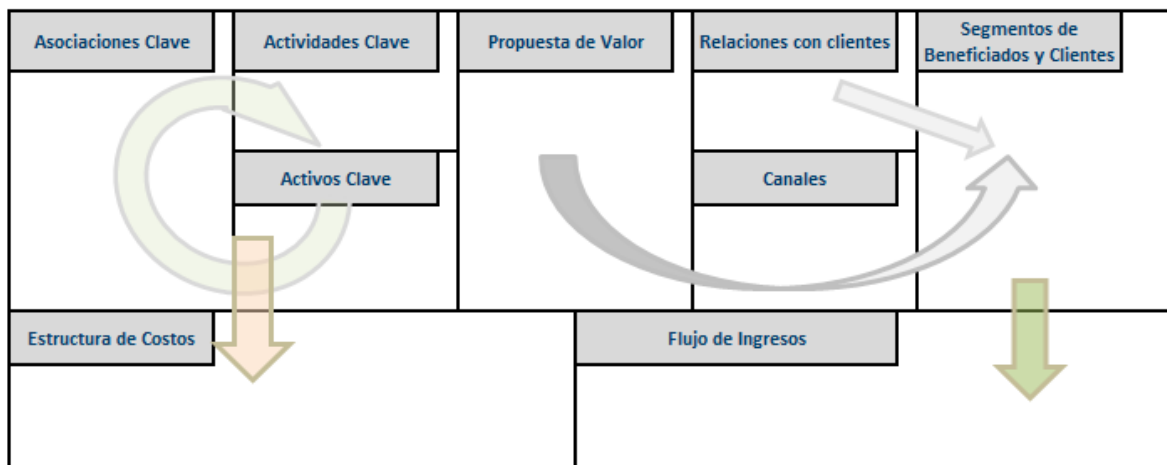 Asociaciones Clave
Actividades Clave
Propuesta de Valor
Relaciones con clientes
Segmentos de
Beneficiados y Clientes
Activos Clave
Canales
Estructura de Costos
Flujo de Ingresos